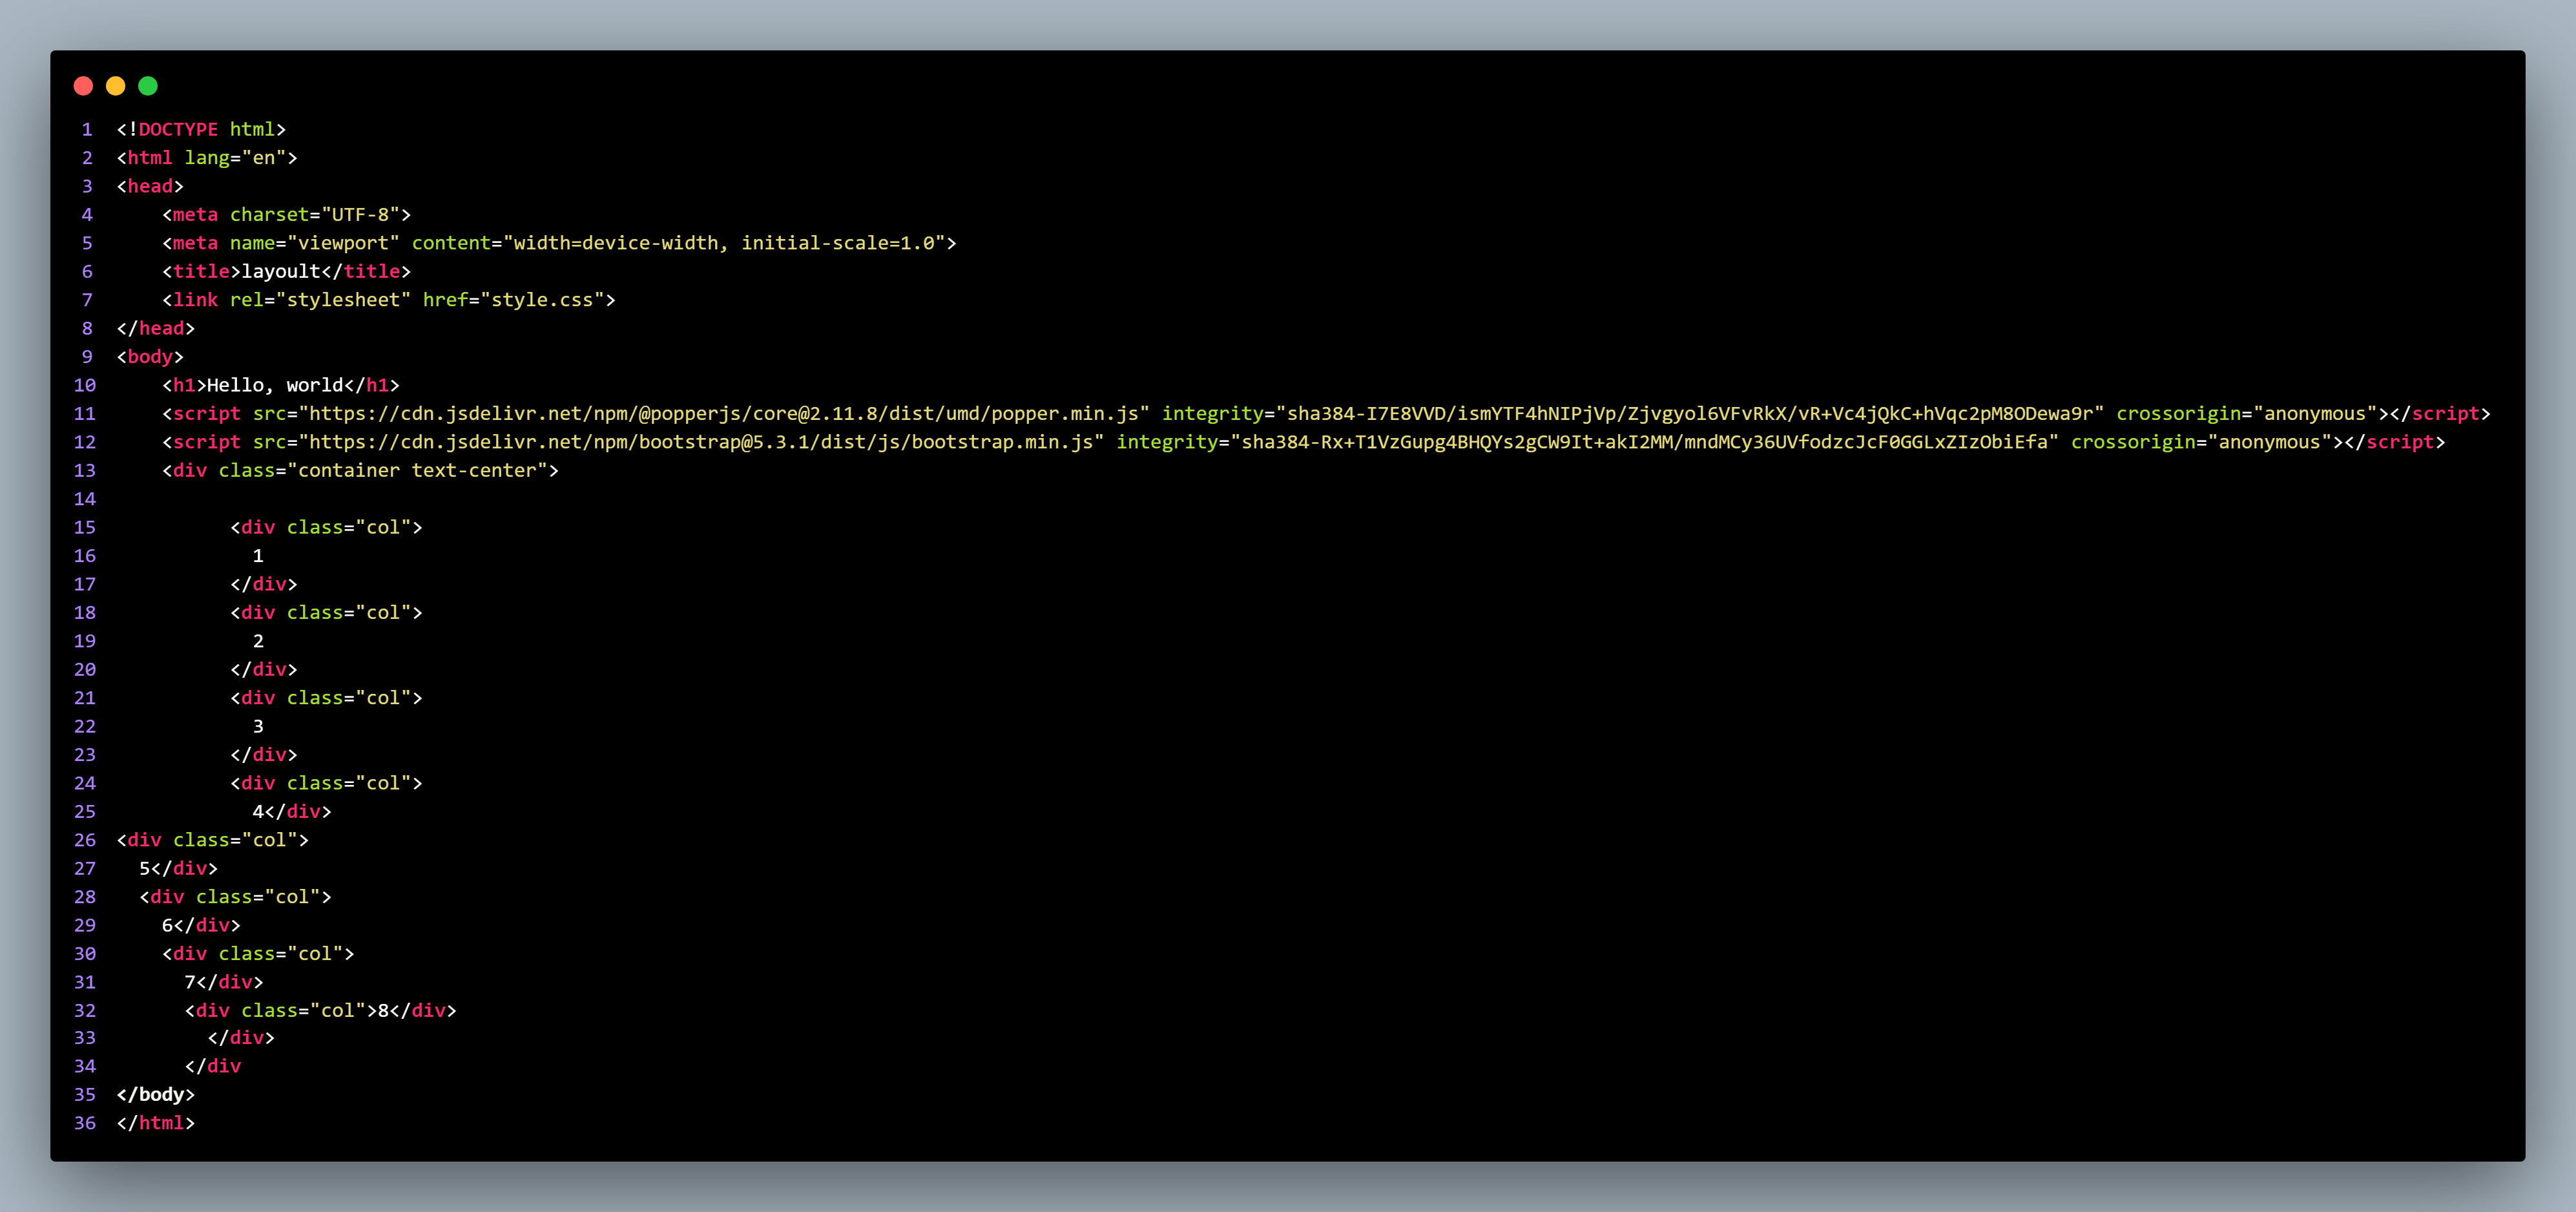 1 <!DOCTYPE html>
2 <html lang="en">
3 <head>
4     <meta charset="UTF-8">
5     <meta name="viewport" content="width=device-width, initial-scale=1.0">
6     <title>layoult</title>
7     <link rel="stylesheet" href="style.css">
8 </head>
9 <body>
10     <h1>Hello, world</h1>
11     <script src="https://cdn.jsdelivr.net/npm/@popperjs/core@2.11.8/dist/umd/popper.min.js" integrity="sha384-I7E8VVD/ismYTF4hNIPjVp/Zjvgyol6VFvRkX/vR+Vc4jQkC+hVqc2pM8ODewa9r" crossorigin="anonymous"></script>
12     <script src="https://cdn.jsdelivr.net/npm/bootstrap@5.3.1/dist/js/bootstrap.min.js" integrity="sha384-Rx+T1VzGupg4BHQYs2gCW9It+akI2MM/mndMCy36UVfodzcJcF0GGLxZIzObiEfa" crossorigin="anonymous"></script>
13     <div class="container text-center">
14
15           <div class="col">
16             1
17           </div>
18           <div class="col">
19             2
20           </div>
21           <div class="col">
22             3
23           </div>
24           <div class="col">
25             4</div>
26 <div class="col">
27   5</div>
28   <div class="col">
29     6</div>
30     <div class="col">
31       7</div>
32       <div class="col">8</div>
33         </div>
34       </div
35 </body>
36 </html>